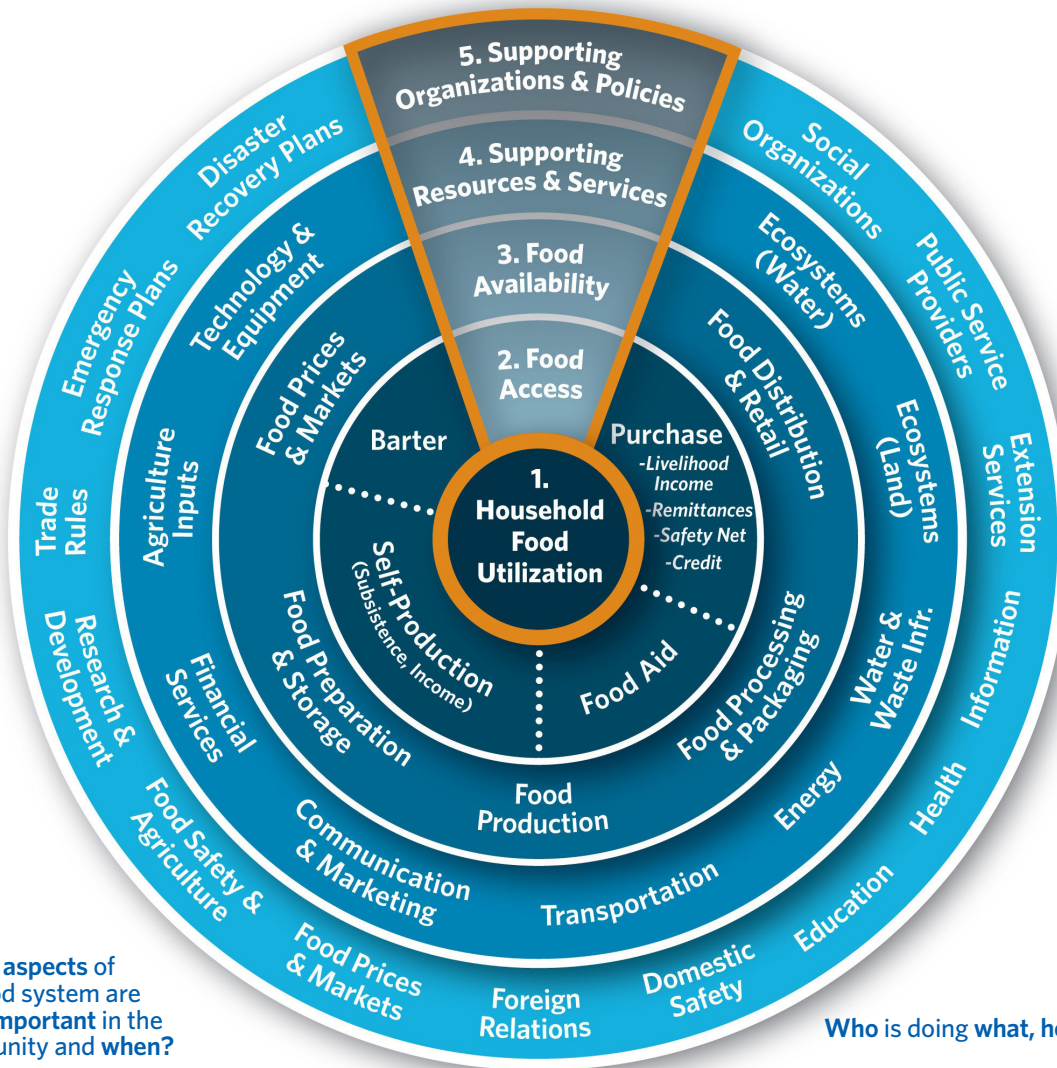 5. Supporting
Organizations & Policies
4. Supporting
Resources & Services
3. Food
Availability
2. Food
Access
1.
Household
Food
Utilization
Purchase
-Livelihood
Income
-Remittances
-Safety Net
-Credit
Food Aid
Self-Production
(Subsistence, Income)
Barter
Food Distribution
& Retail
Food Processing
& Packaging
Food
Production
Food Preparation
& Storage
Food Prices
& Markets
Ecosystems
(Water)
Ecosystems
(Land)
Water &
Waste Infr.
Energy
Transportation
Communication
& Marketing
Financial
Services
Agriculture
Inputs
Technology &
Equipment
Social
Organizations
Public Service
Providers
Extension
Services
Information
Health
Education
Domestic
Safety
Foreign
Relations
Food Prices
& Markets
Food Safety &
Agriculture
Research &
Development
Trade
Rules
Emergency
Response Plans
Disaster
Recovery Plans
aspects of
od system are
mportant in the
unity and when?
Who is doing what, ho